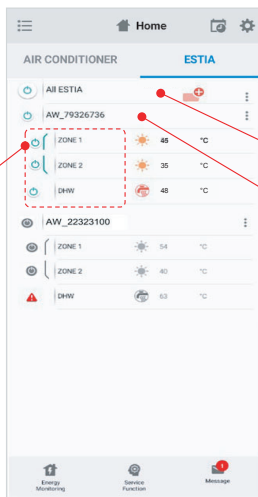 Home
AIR CONDITIONER ESTIA
All ESTIA
AW_79326736
ZONE 1 45 °C
ZONE 2 35 °C
DHW 48 °C
AW_22323100
ZONE 1 54 °C
ZONE 2 40 °C
DHW 63 °C
Energy Monitoring
Service Function
Message
1